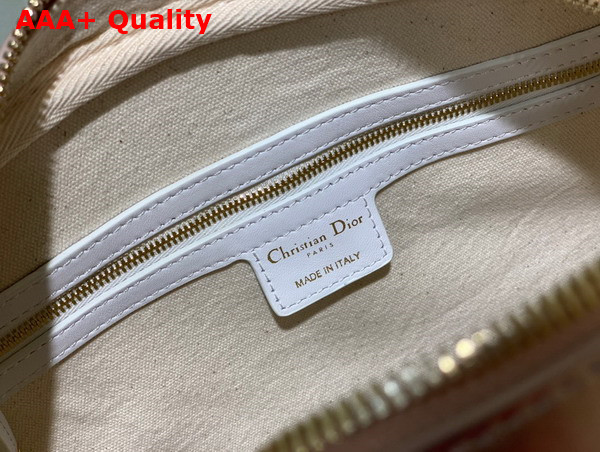 AAA+ Quality
Christian Dior
PARIS
MADE IN ITALY